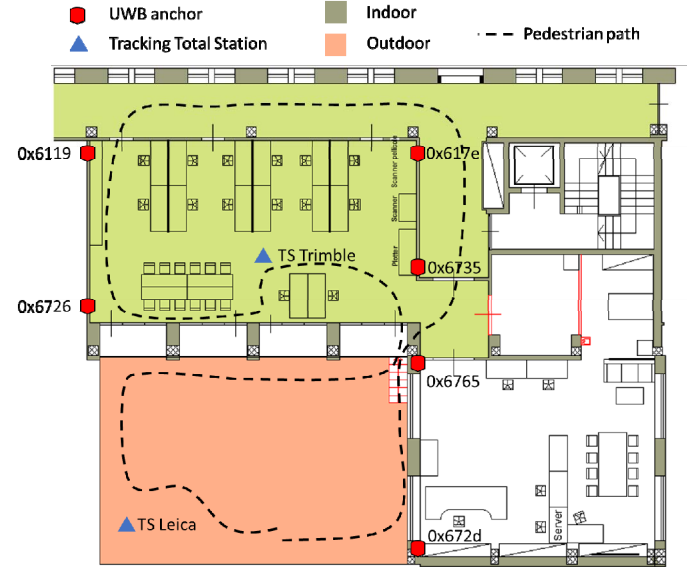 UWB anchor
Indoor
Pedestrian path
Tracking Total Station
Outdoor
0x6119
0x617e
Scanner pellicole
Scanner
Plotter
TS Trimble
0x6735
0x6726
0x6765
TS Leica
Server
0x672d